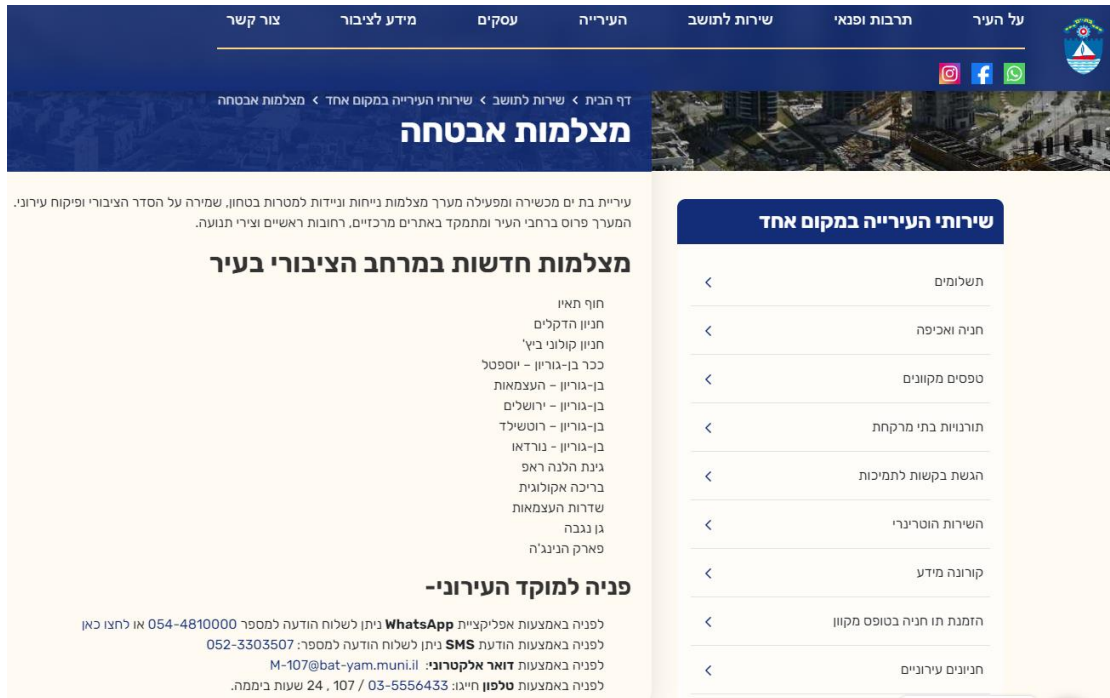 על העיר
תרבות ופנאי
שירות לתושב
העירייה
עסקים
מידע לציבור
צור קשר
דף הבית › שירות לתושב › שירותי העירייה במקום אחד › מצלמות אבטחה
מצלמות אבטחה
שירותי העירייה במקום אחד
תשלומים
חניה ואכיפה
טפסים מקוונים
תורנויות בתי מרקחת
הגשת בקשות לתמיכות
השירות הוטרינרי
קורונה מידע
הזמנת תו חניה בטופס מקוון
חניונים עירוניים
עיריית בת ים מכשירה ומפעילה מערך מצלמות נייחות וניידות למטרות בטחון, שמירה על הסדר הציבורי ופיקוח עירוני.
המערך פרוס ברחבי העיר ומתמקד באתרים מרכזיים, רחובות ראשיים וצירי תנועה.
מצלמות חדשות במרחב הציבורי בעיר
חוף תאיו
חניון הדקלים
חניון קולוני ביץ'
ככר בן-גוריון – יוספטל
בן-גוריון – העצמאות
בן-גוריון – ירושלים
בן-גוריון – רוטשילד
בן-גוריון - נורדאו
גינת הלנה ראפ
בריכה אקולוגית
שדרות העצמאות
גן נגבה
פארק הנינג'ה
פניה למוקד העירוני-
לפניה באמצעות אפליקציית WhatsApp ניתן לשלוח הודעה למספר 054-4810000 או לחצו כאן
לפניה באמצעות הודעת SMS ניתן לשלוח הודעה למספר: 052-3303507
לפניה באמצעות דואר אלקטרוני: M-107@bat-yam.muni.il
לפניה באמצעות טלפון חייגו: 03-5556433 / 107 , 24 שעות ביממה.